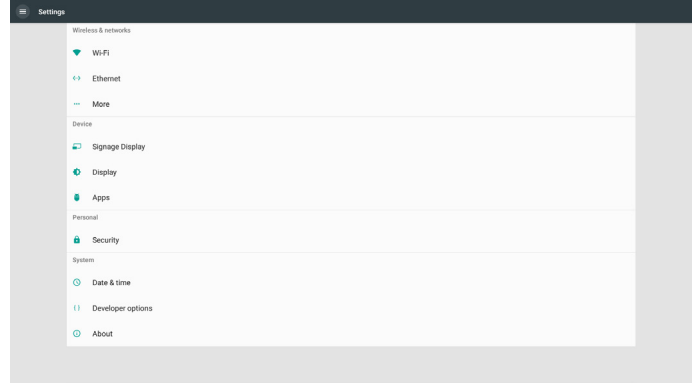 Settings
Wireless & networks
Wi-Fi
Ethernet
More
Device
Signage Display
Display
Apps
Personal
Security
System
Date & time
Developer options
About